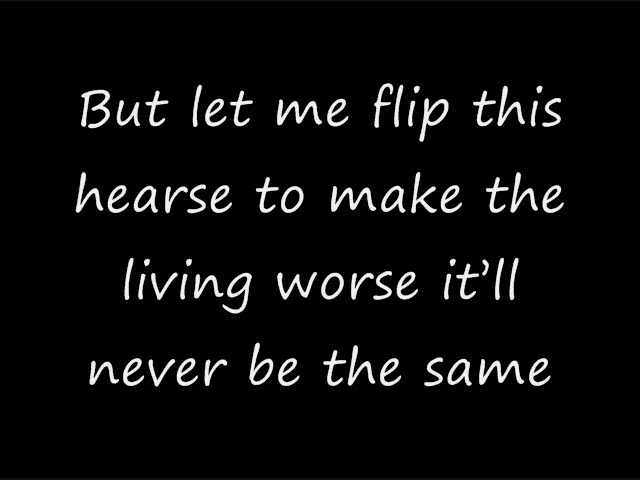 But let me flip this
hearse to make the
living worse it’ll
never be the same